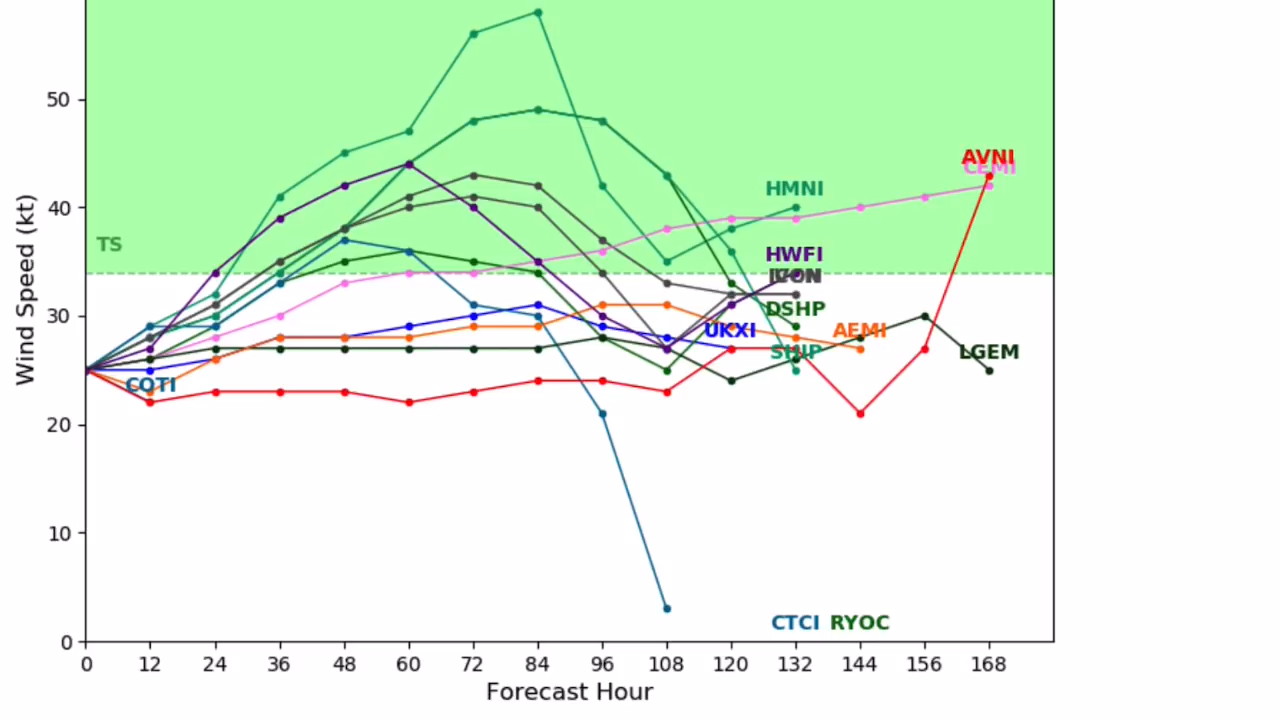 50
40
30
20
10
0
Wind Speed (kt)
TS
COTI
AVNI
CEMI
HMNI
HWFI
DSHP
UKXI
AEMI
SHIP
LGEM
CTCI
RYOC
0 12 24 36 48 60 72 84 96 108 120 132 144 156 168
Forecast Hour